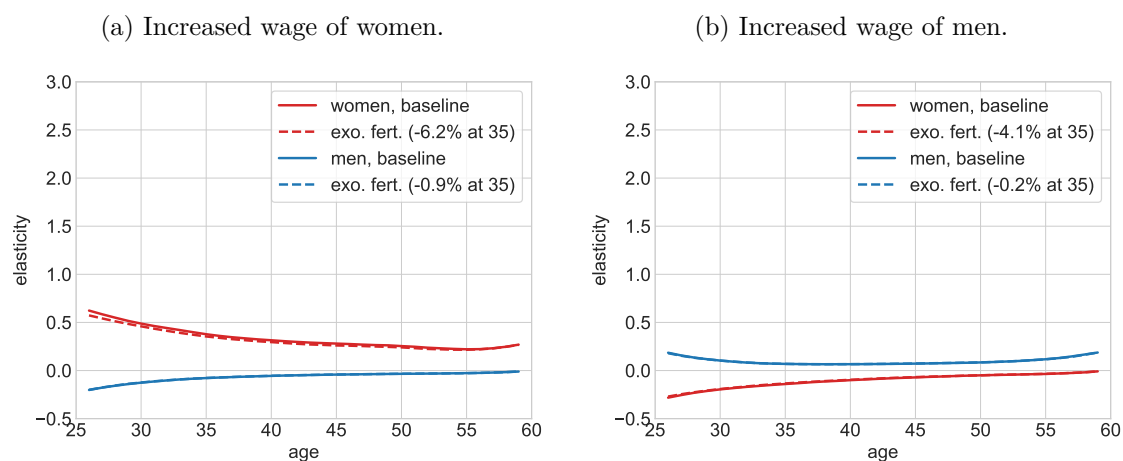 (a) Increased wage of women.
3.0
2.5
2.0
1.5
1.0
0.5
0.0
−0.5
elasticity
women, baseline
exo. fert. (-6.2% at 35)
men, baseline
exo. fert. (-0.9% at 35)
25 30 35 40 45 50 55 60
age
(b) Increased wage of men.
3.0
2.5
2.0
1.5
1.0
0.5
0.0
−0.5
elasticity
women, baseline
exo. fert. (-4.1% at 35)
men, baseline
exo. fert. (-0.2% at 35)
25 30 35 40 45 50 55 60
age